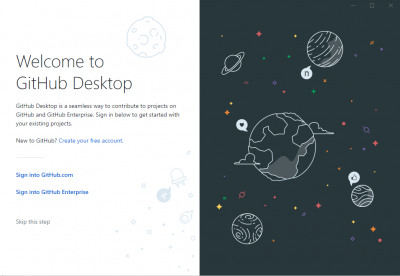 Welcome to
GitHub Desktop
GitHub Desktop is a seamless way to contribute to projects on
GitHub and GitHub Enterprise. Sign in below to get started with
your existing projects.
New to GitHub? Create your free account.
Sign into GitHub.com
Sign into GitHub Enterprise
Skip this step